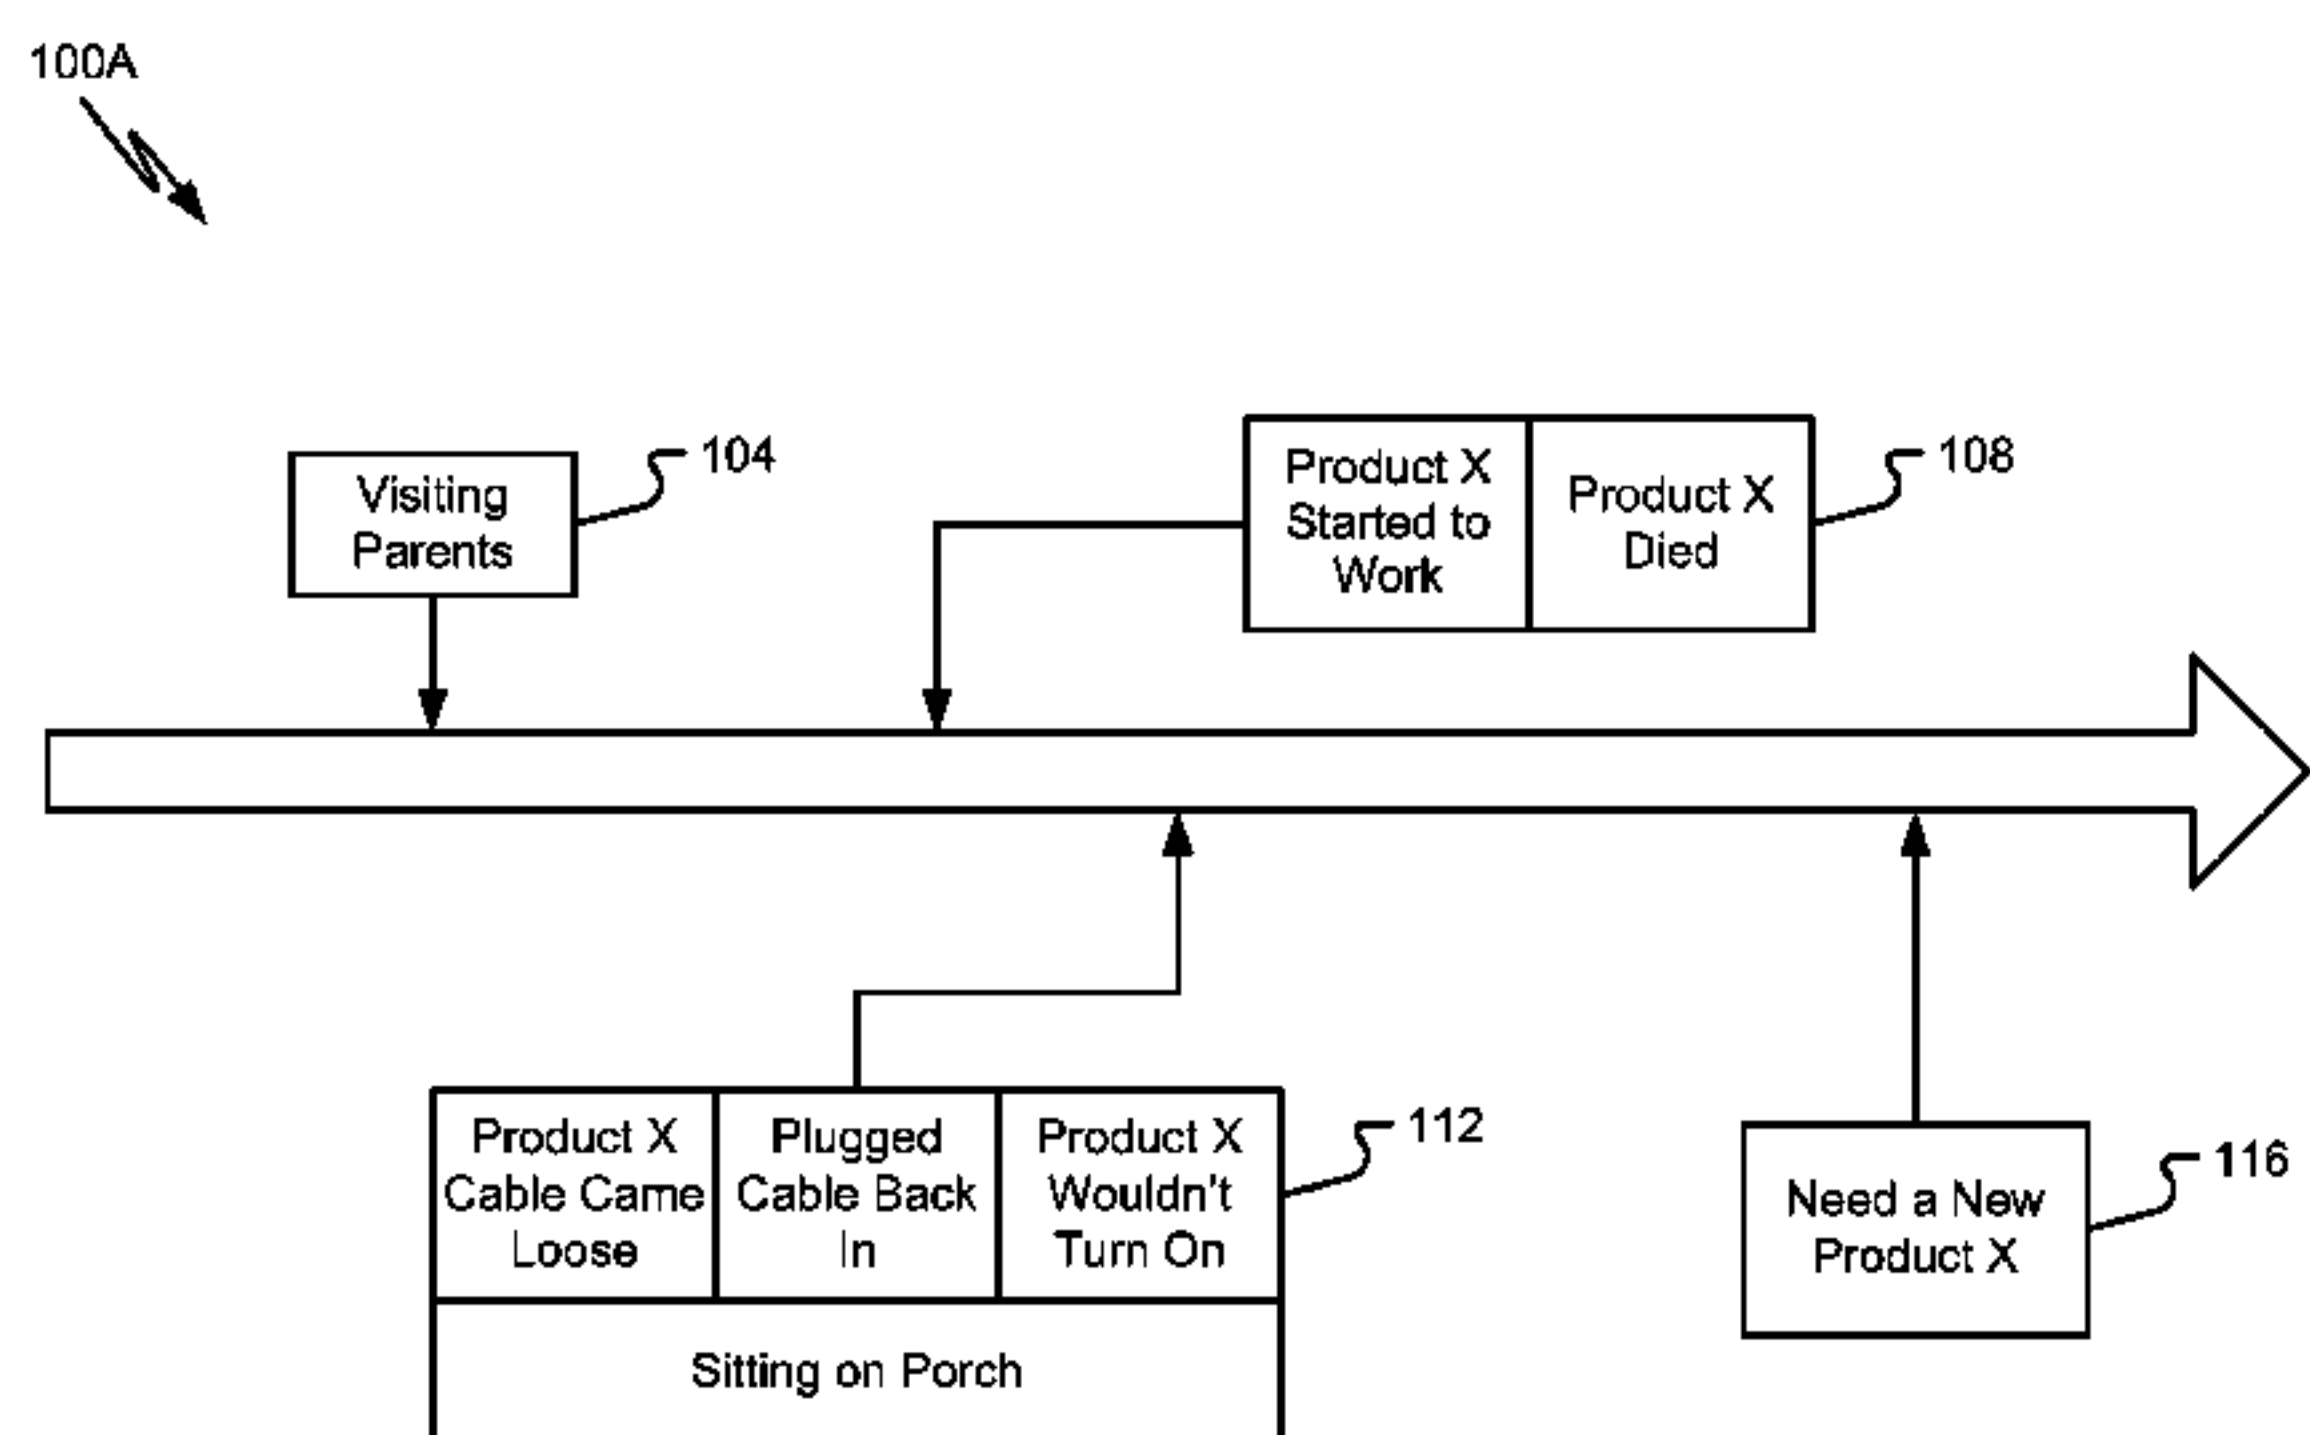 100A
Visiting
Parents
104
Product X
Started to
Work
Product X
Died
108
Product X
Cable Came
Loose
Plugged
Cable Back
In
Product X
Wouldn't
Turn On
112
Sitting on Porch
Need a New
Product X
116